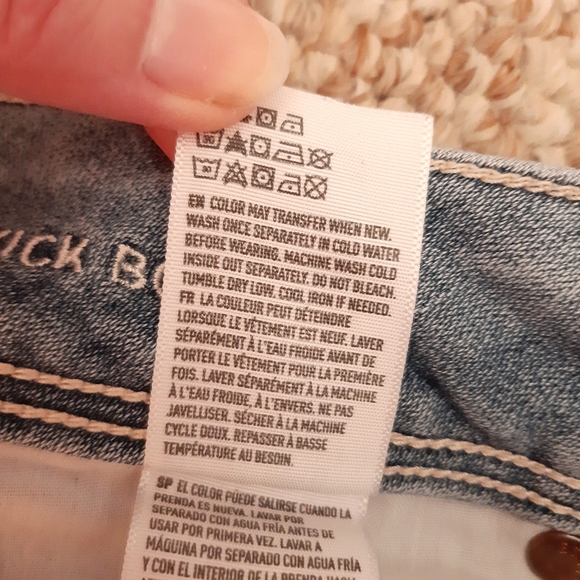 EN COLOR MAY TRANSFER WHEN NEW.
WASH ONCE SEPARATELY IN COLD WATER
BEFORE WEARING. MACHINE WASH COLD
INSIDE OUT SEPARATELY. DO NOT BLEACH.
TUMBLE DRY LOW. COOL IRON IF NEEDED.
FR LA COULEUR PEUT DÉTEINDRE
LORSQUE LE VÊTEMENT EST NEUF. LAVER
SÉPARÉMENT À L'EAU FROIDE AVANT DE
PORTER LE VÊTEMENT POUR LA PREMIÈRE
FOIS. LAVER SÉPARÉMENT À LA MACHINE
À L'EAU FROIDE, À L'ENVERS. NE PAS
JAVELLISER. SÉCHER À LA MACHINE
CYCLE DOUX. REPASSER À BASSE
TEMPÉRATURE AU BESOIN.
SP EL COLOR PUEDE SALIRSE CUANDO LA
PRENDA ES NUEVA. LAVAR POR
SEPARADO CON AGUA FRÍA ANTES DE
USAR POR PRIMERA VEZ. LAVAR A
MÁQUINA POR SEPARADO CON AGUA FRÍA
Y CON EL INTERIOR DE LA PRENDA